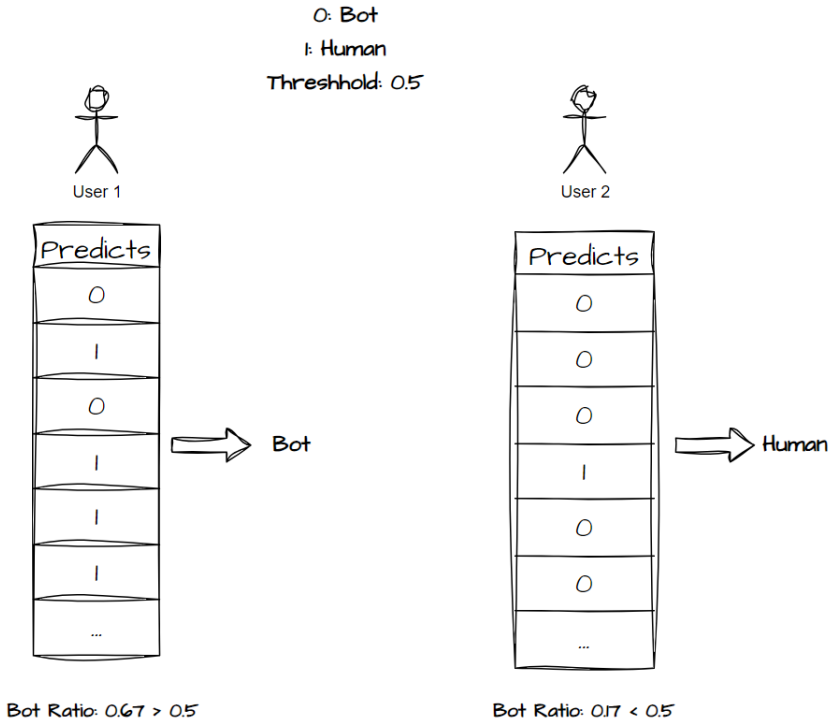 0: Bot
1: Human
Threshhold: 0.5
User 1
User 2
Predicts
0
1
0
1
1
1
...
Bot
Bot Ratio: 0.67 > 0.5
Predicts
0
0
0
1
0
0
...
Human
Bot Ratio: 0.17 < 0.5